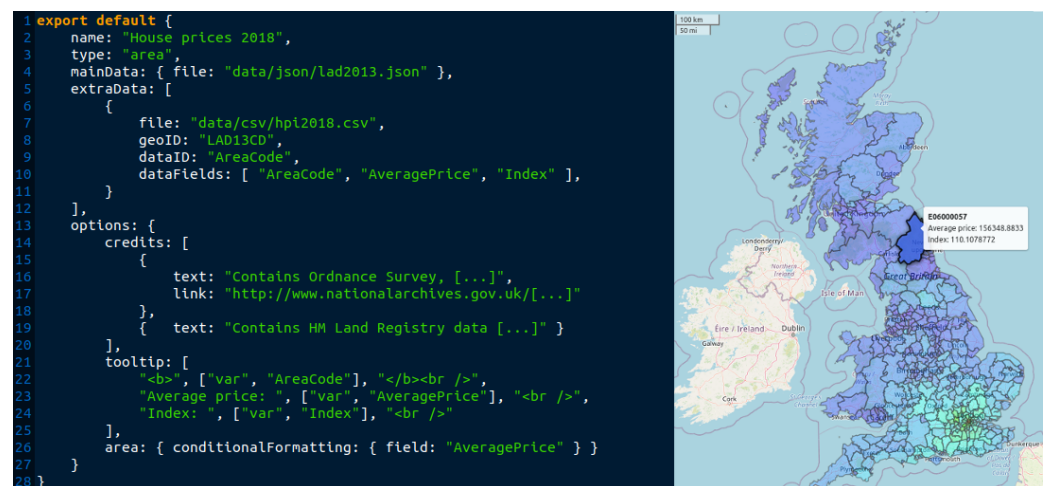 1 export default {
2 name: "House prices 2018",
3 type: "area",
4 mainData: { file: "data/json/lad2013.json" },
5 extraData: [
6 {
7 file: "data/csv/hpi2018.csv",
8 geoID: "LAD13CD",
9 dataID: "AreaCode",
10 dataFields: [ "AreaCode", "AveragePrice", "Index" ],
11 }
12 ],
13 options: {
14 credits: [
15 {
16 text: "Contains Ordnance Survey, [...]",
17 link: "http://www.nationalarchives.gov.uk/[...]"
18 },
19 { text: "Contains HM Land Registry data [...]" }
20 ],
21 tooltip: [
22 "<b>", ["var", "AreaCode"], "</b><br />",
23 "Average price: ", ["var", "AveragePrice"], "<br />",
24 "Index: ", ["var", "Index"], "<br />"
25 ],
26 area: { conditionalFormatting: { field: "AveragePrice" } }
27 }
28 }
100 km
50 mi
Aberdeen
E06000057
Average price: 156348.8833
Index: 110.1078772
Londonderry/
Derry
Northern
Ireland
Great Britain
Isle of Man
Éire / Ireland
Dublin
Galway
Cork
Dunkerque